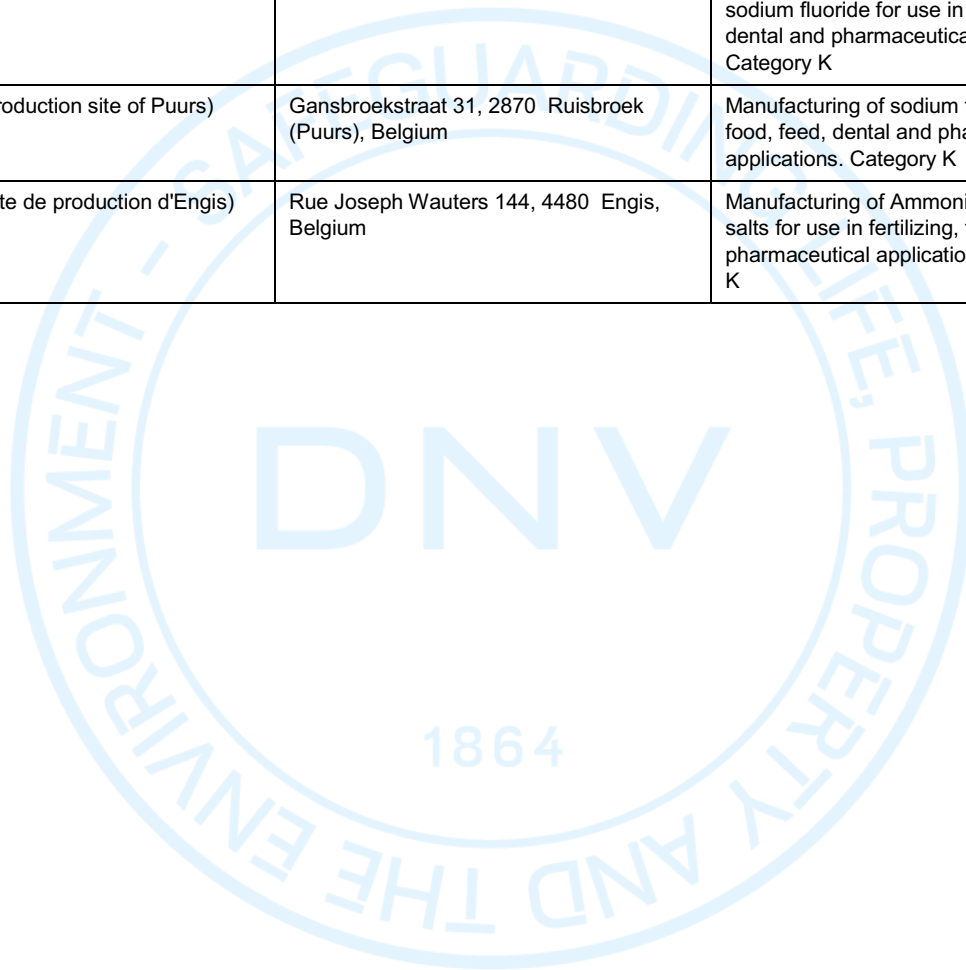 sodium fluoride for use in
dental and pharmaceutica
Category K
roduction site of Puurs)
Gansbroekstraat 31, 2870 Ruisbroek
(Puurs), Belgium
Manufacturing of sodium
food, feed, dental and pha
applications. Category K
te de production d'Engis)
Rue Joseph Wauters 144, 4480 Engis,
Belgium
Manufacturing of Ammoni
salts for use in fertilizing,
pharmaceutical applicatio
K
SAFEGUARDING LIFE, PROPERTY AND THE ENVIRONMENT -
DNV
1864